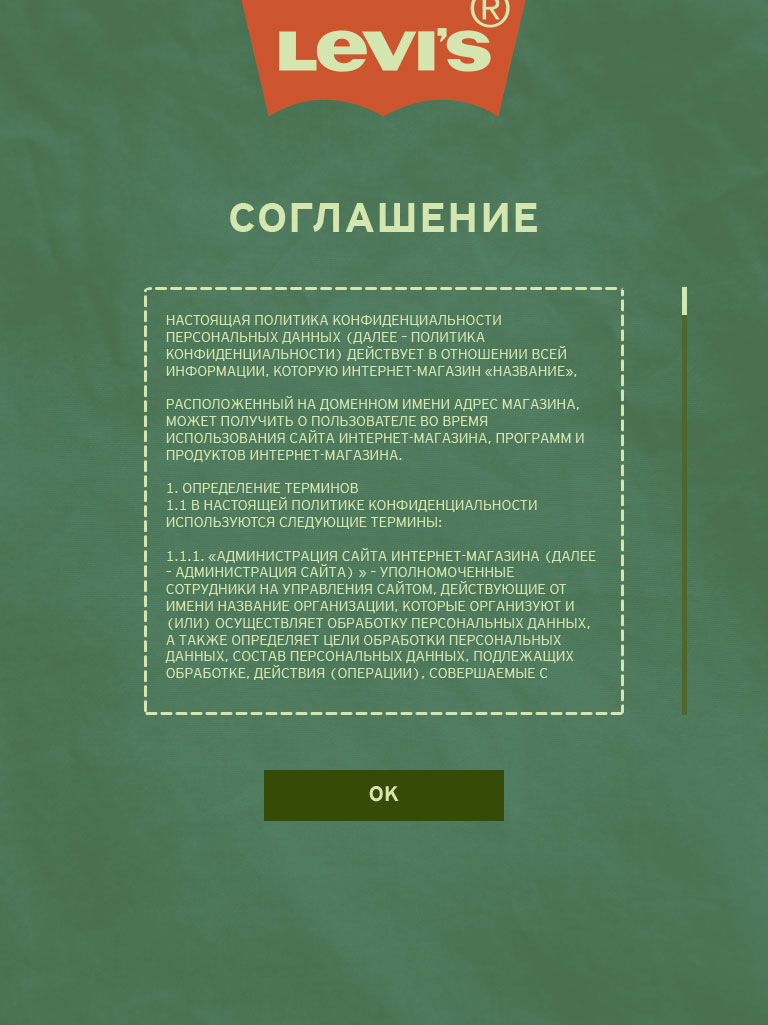 LEVI'S
®
СОГЛАШЕНИЕ
НАСТОЯЩАЯ ПОЛИТИКА КОНФИДЕНЦИАЛЬНОСТИ
ПЕРСОНАЛЬНЫХ ДАННЫХ (ДАЛЕЕ – ПОЛИТИКА
КОНФИДЕНЦИАЛЬНОСТИ) ДЕЙСТВУЕТ В ОТНОШЕНИИ ВСЕЙ
ИНФОРМАЦИИ, КОТОРУЮ ИНТЕРНЕТ-МАГАЗИН «НАЗВАНИЕ»,
РАСПОЛОЖЕННЫЙ НА ДОМЕННОМ ИМЕНИ АДРЕС МАГАЗИНА,
МОЖЕТ ПОЛУЧИТЬ О ПОЛЬЗОВАТЕЛЕ ВО ВРЕМЯ
ИСПОЛЬЗОВАНИЯ САЙТА ИНТЕРНЕТ-МАГАЗИНА, ПРОГРАММ И
ПРОДУКТОВ ИНТЕРНЕТ-МАГАЗИНА.
1. ОПРЕДЕЛЕНИЕ ТЕРМИНОВ
1.1 В НАСТОЯЩЕЙ ПОЛИТИКЕ КОНФИДЕНЦИАЛЬНОСТИ
ИСПОЛЬЗУЮТСЯ СЛЕДУЮЩИЕ ТЕРМИНЫ:
1.1.1. «АДМИНИСТРАЦИЯ САЙТА ИНТЕРНЕТ-МАГАЗИНА (ДАЛЕЕ
– АДМИНИСТРАЦИЯ САЙТА) » – УПОЛНОМОЧЕННЫЕ
СОТРУДНИКИ НА УПРАВЛЕНИЯ САЙТОМ, ДЕЙСТВУЮЩИЕ ОТ
ИМЕНИ НАЗВАНИЕ ОРГАНИЗАЦИИ, КОТОРЫЕ ОРГАНИЗУЮТ И
(ИЛИ) ОСУЩЕСТВЛЯЕТ ОБРАБОТКУ ПЕРСОНАЛЬНЫХ ДАННЫХ,
А ТАКЖЕ ОПРЕДЕЛЯЕТ ЦЕЛИ ОБРАБОТКИ ПЕРСОНАЛЬНЫХ
ДАННЫХ, СОСТАВ ПЕРСОНАЛЬНЫХ ДАННЫХ, ПОДЛЕЖАЩИХ
ОБРАБОТКЕ, ДЕЙСТВИЯ (ОПЕРАЦИИ), СОВЕРШАЕМЫЕ С
ОК